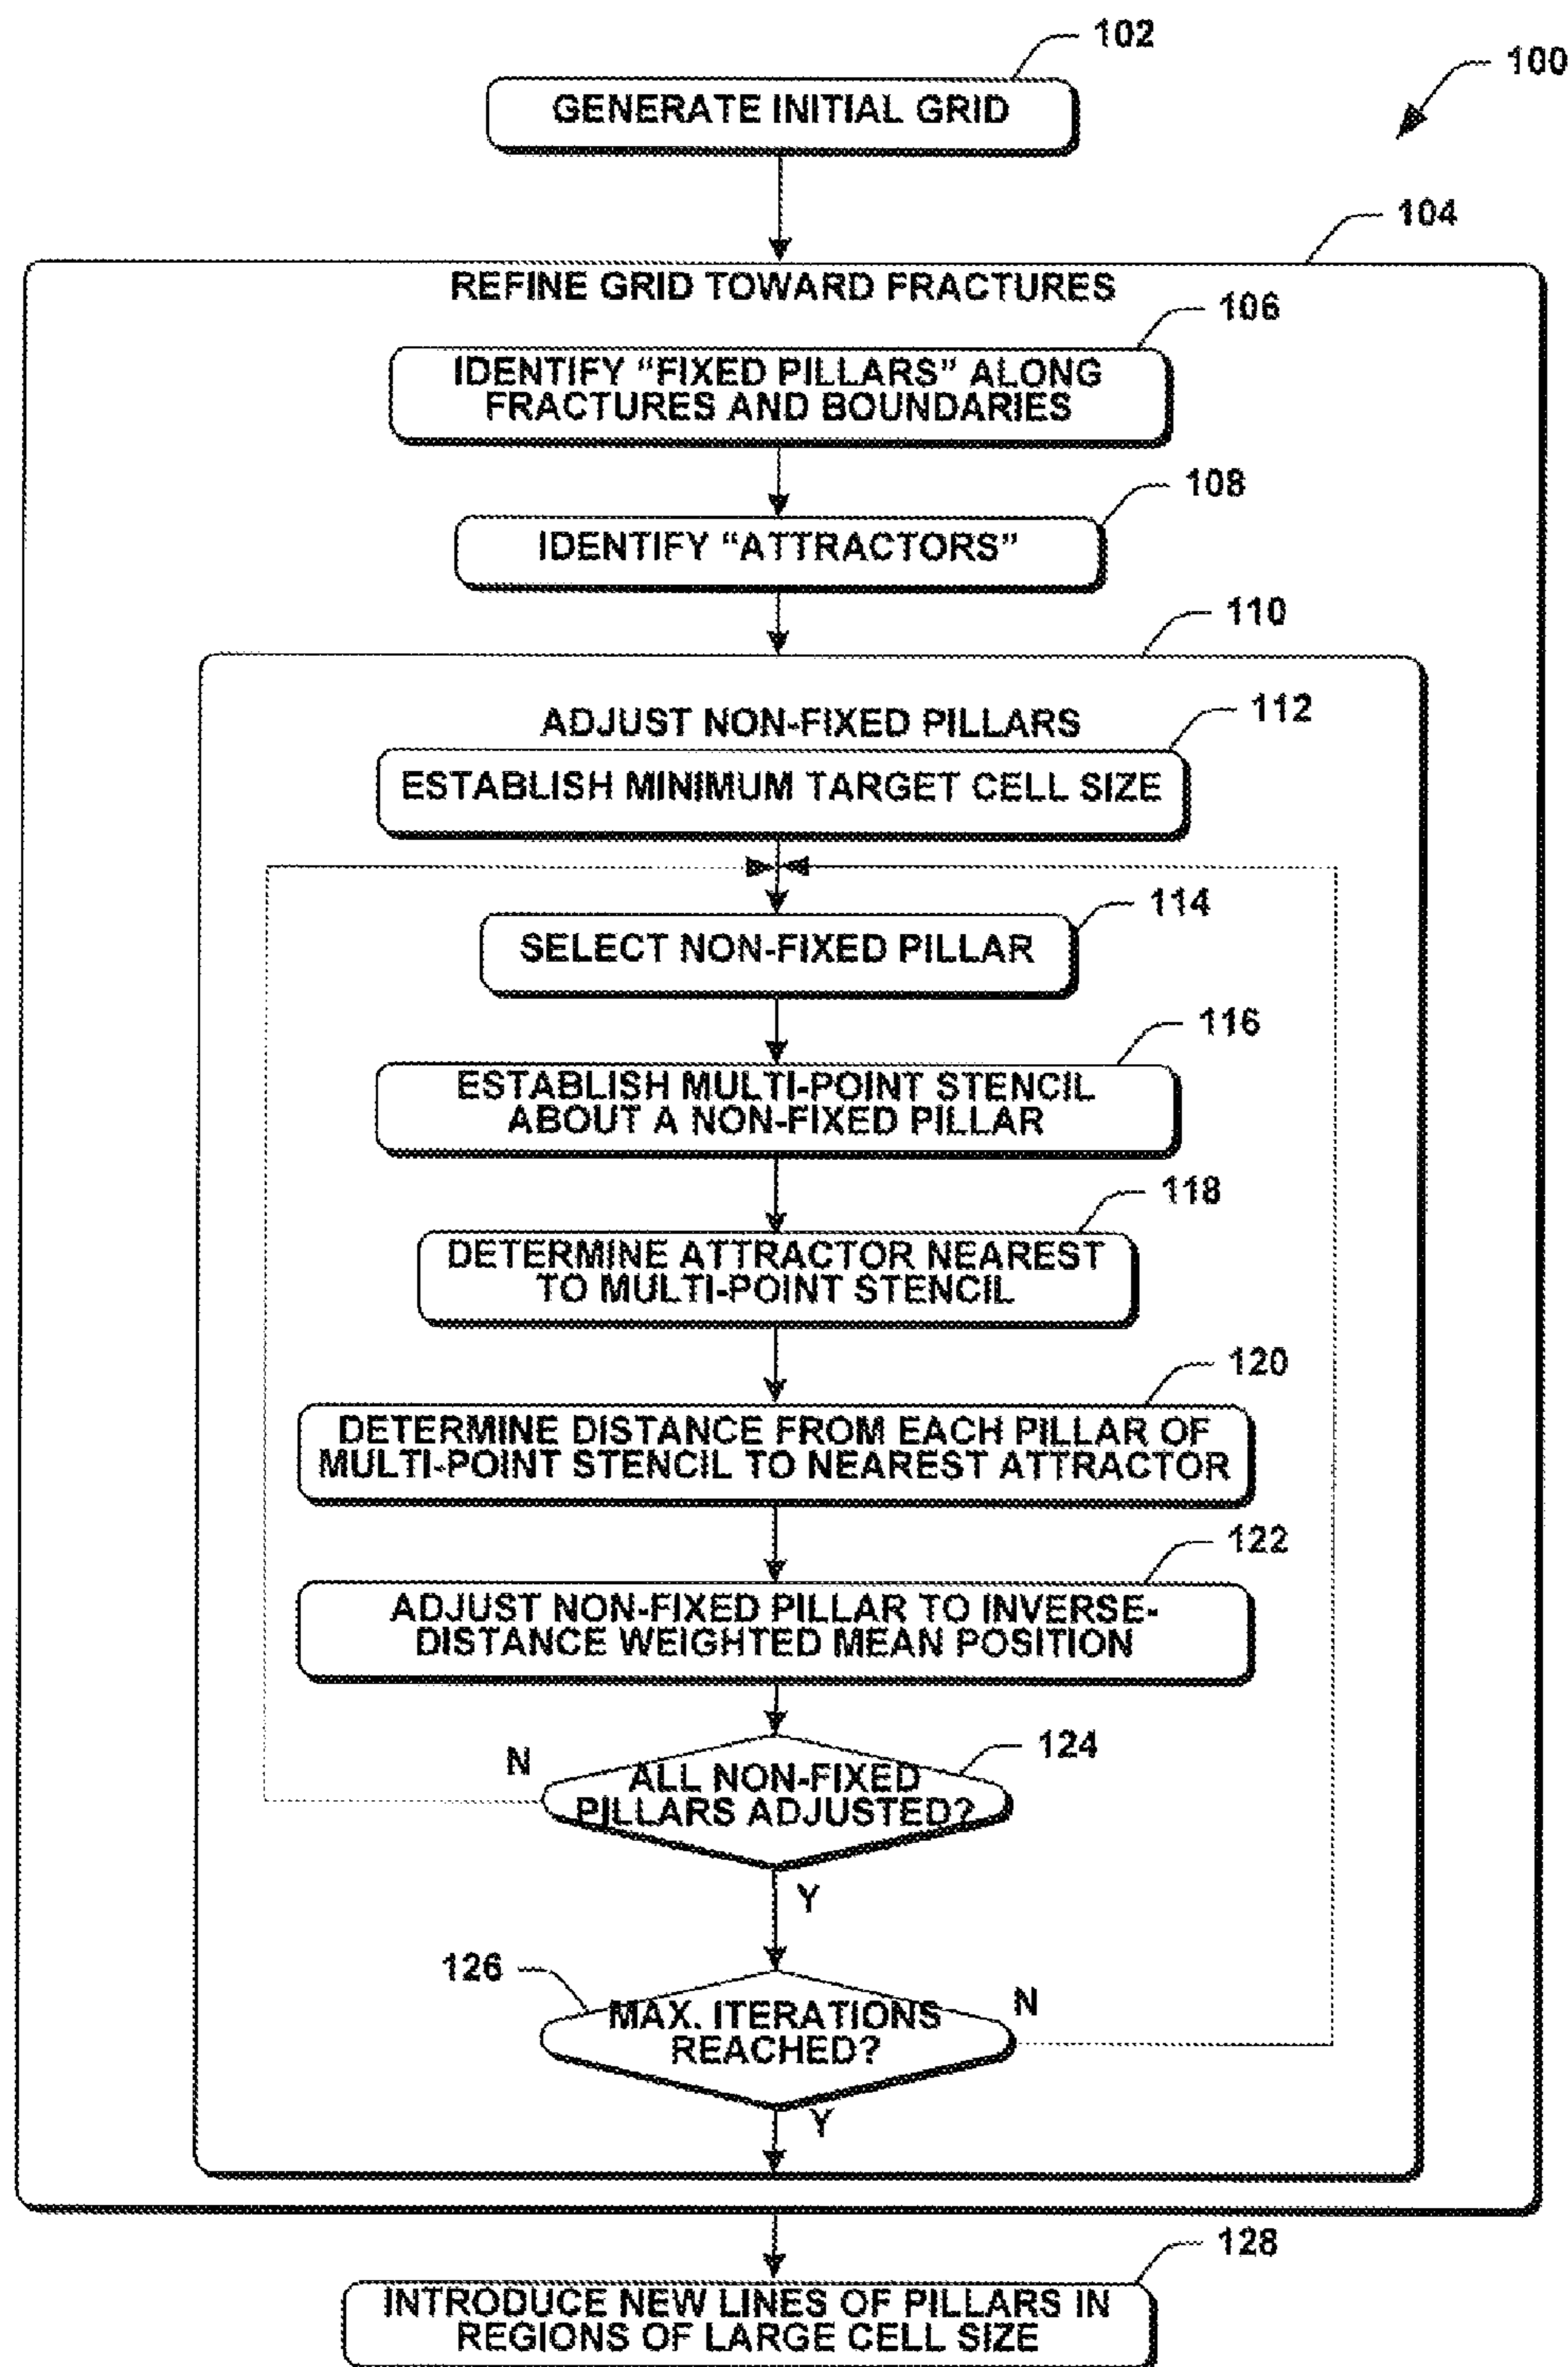 102
100
GENERATE INITIAL GRID
104
REFINE GRID TOWARD FRACTURES
106
IDENTIFY “FIXED PILLARS” ALONG
FRACTURES AND BOUNDARIES
108
IDENTIFY “ATTRACTORS”
110
ADJUST NON-FIXED PILLARS
112
ESTABLISH MINIMUM TARGET CELL SIZE
114
SELECT NON-FIXED PILLAR
116
ESTABLISH MULTI-POINT STENCIL
ABOUT A NON-FIXED PILLAR
118
DETERMINE ATTRACTOR NEAREST
TO MULTI-POINT STENCIL
120
DETERMINE DISTANCE FROM EACH PILLAR OF
MULTI-POINT STENCIL TO NEAREST ATTRACTOR
122
ADJUST NON-FIXED PILLAR TO INVERSE-
DISTANCE WEIGHTED MEAN POSITION
124
N
ALL NON-FIXED
PILLARS ADJUSTED?
Y
126
N
MAX. ITERATIONS
REACHED?
Y
128
INTRODUCE NEW LINES OF PILLARS IN
REGIONS OF LARGE CELL SIZE